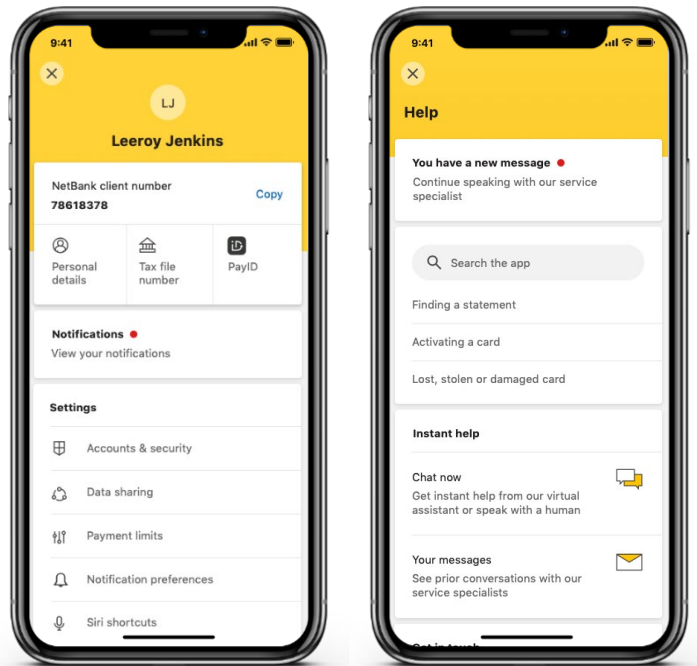 9:41
LJ
Leeroy Jenkins
NetBank client number
78618378
Copy
Personal
details
Tax file
number
iD
PayID
Notifications
View your notifications
Settings
Accounts & security
Data sharing
Payment limits
Notification preferences
Siri shortcuts
9:41
Help
You have a new message
Continue speaking with our service
specialist
Search the app
Finding a statement
Activating a card
Lost, stolen or damaged card
Instant help
Chat now
Get instant help from our virtual
assistant or speak with a human
Your messages
See prior conversations with our
service specialists
Get in touch